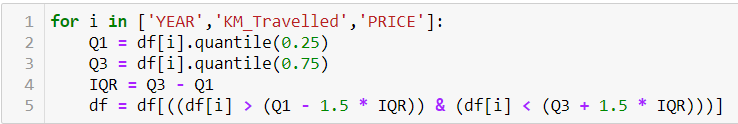 1 for i in ['YEAR','KM_Travelled','PRICE']:
2     Q1 = df[i].quantile(0.25)
3     Q3 = df[i].quantile(0.75)
4     IQR = Q3 - Q1
5     df = df[((df[i] > (Q1 - 1.5 * IQR)) & (df[i] < (Q3 + 1.5 * IQR)))]